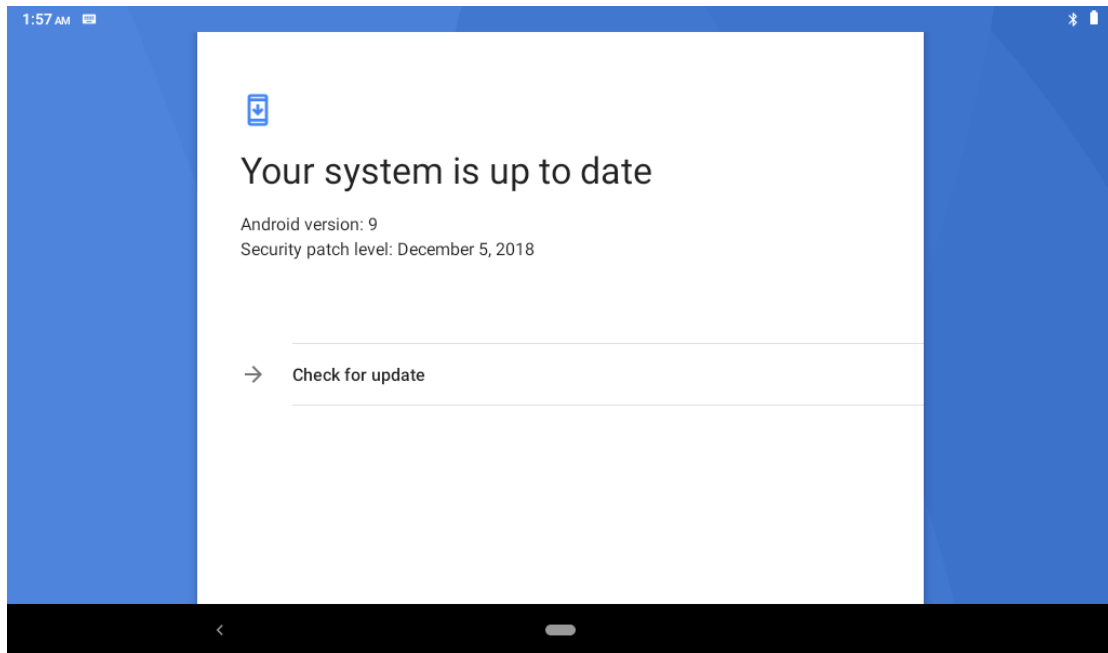 1:57 AM
Your system is up to date
Android version: 9
Security patch level: December 5, 2018
Check for update